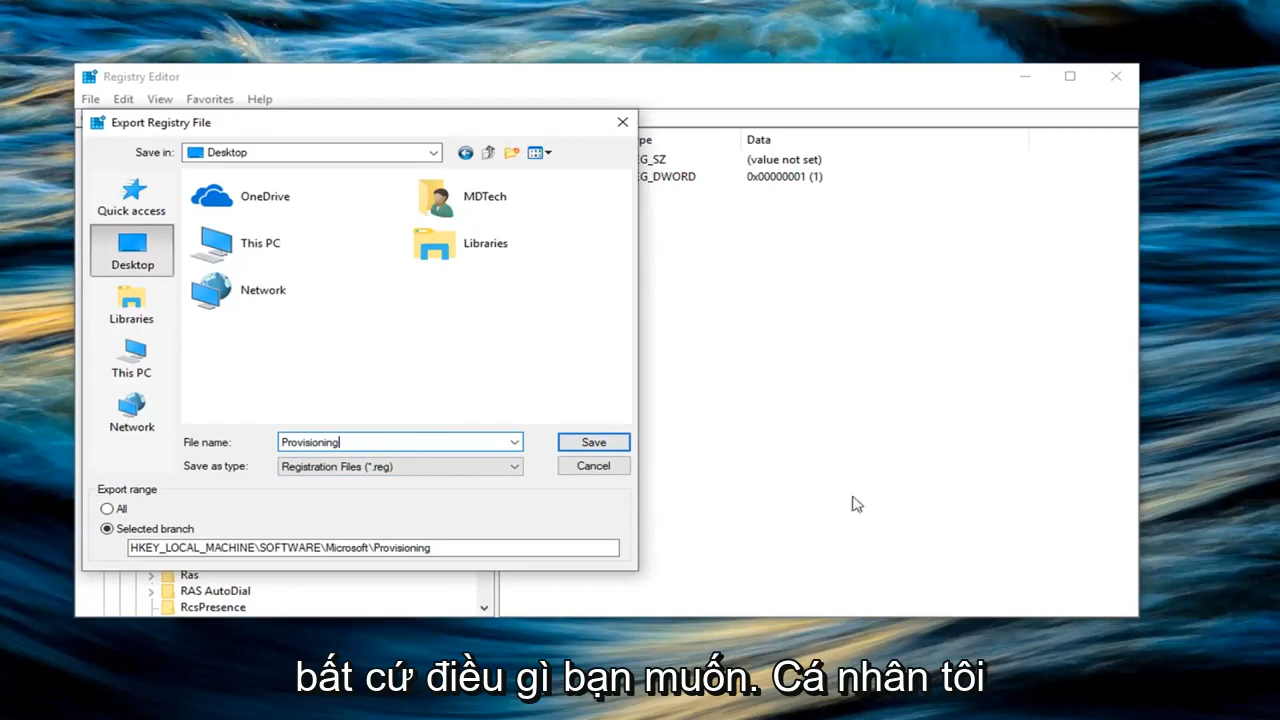 Registry Editor
File Edit View Favorites Help
Export Registry File
Save in: Desktop
Data
G_SZ (value not set)
G_DWORD 0x00000001 (1)
Quick access
Desktop
Libraries
This PC
Network
OneDrive
MDTech
This PC
Libraries
Network
File name: Provisioning Save
Save as type: Registration Files (*.reg) Cancel
Export range
All
Selected branch
HKEY_LOCAL_MACHINE\SOFTWARE\Microsoft\Provisioning
Ras
RAS AutoDial
RcsPresence
bất cứ điều gì bạn muốn. Cá nhân tôi